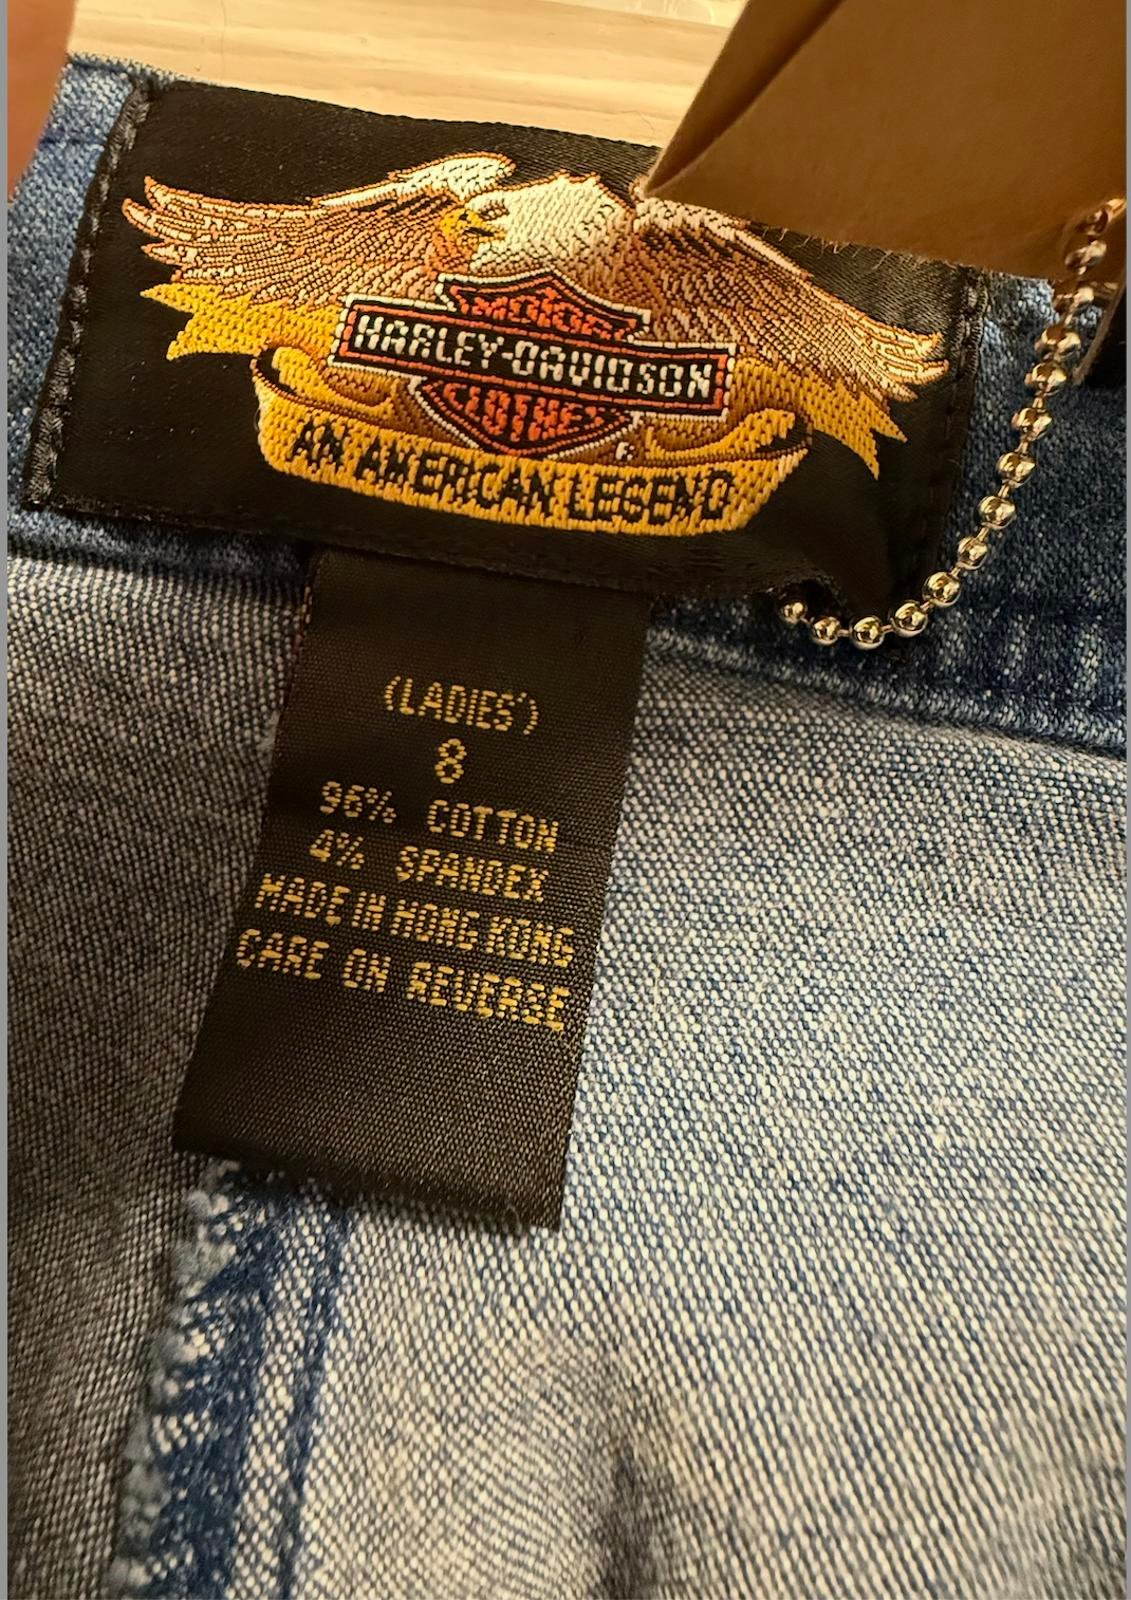 MOTOR
HARLEY-DAVIDSON
CLOTHES
®
AN AMERICAN LEGEND
(LADIES')
8
96% COTTON
4% SPANDEX
MADE IN HONG KONG
CARE ON REVERSE